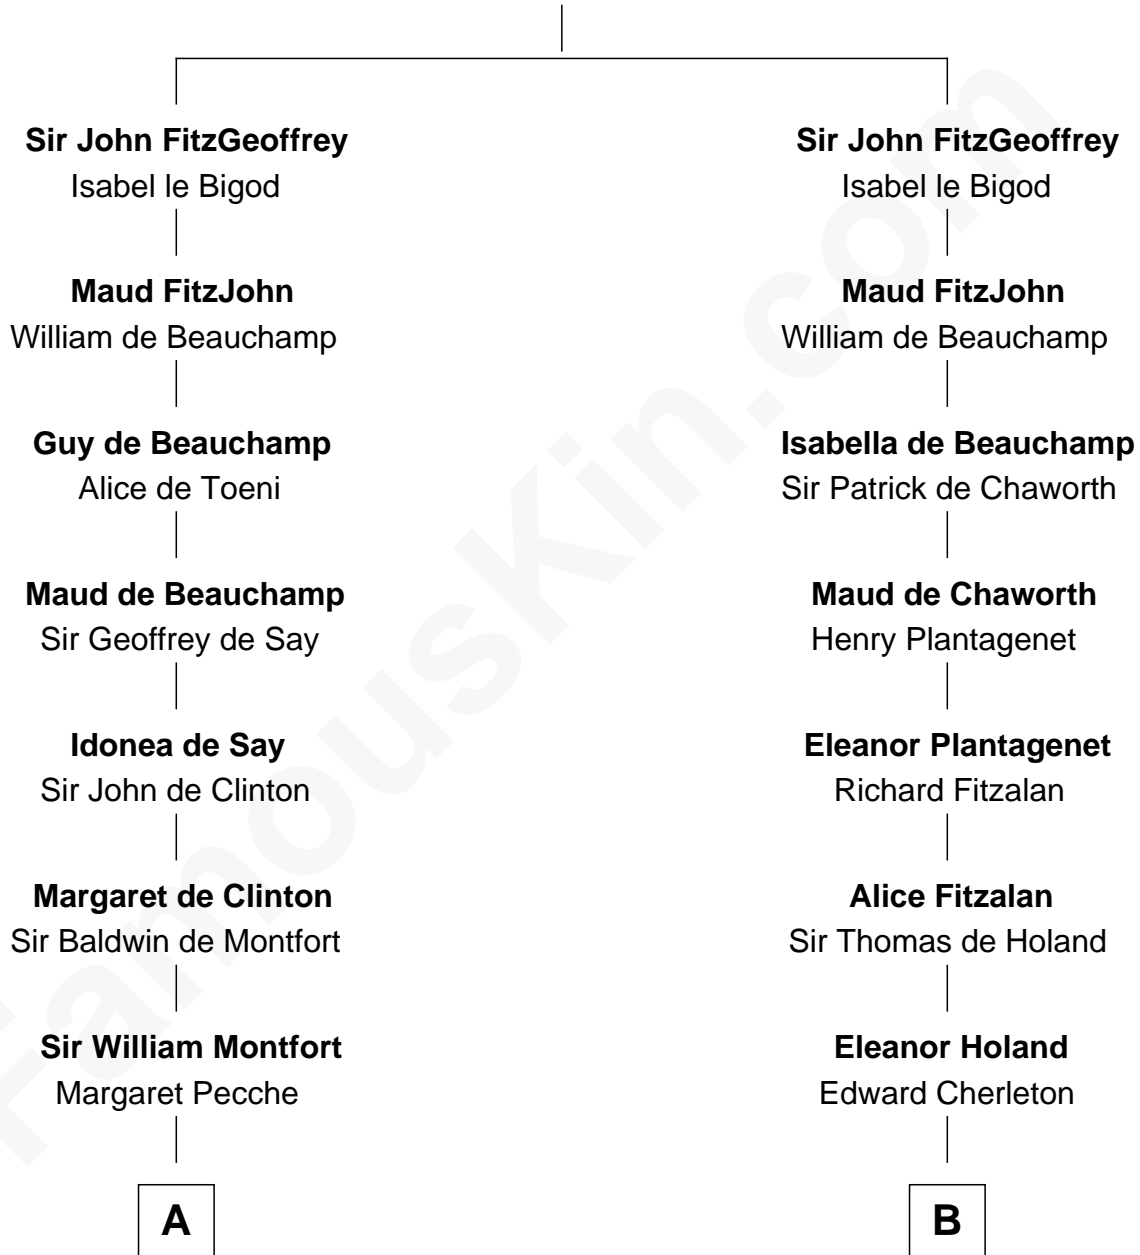 Sir John FitzGeoffrey
Isabel le Bigod
Maud FitzJohn
William de Beauchamp
Guy de Beauchamp
Alice de Toeni
Maud de Beauchamp
Sir Geoffrey de Say
Idonea de Say
Sir John de Clinton
Margaret de Clinton
Sir Baldwin de Montfort
Sir William Montfort
Margaret Pecche
A
Sir John FitzGeoffrey
Isabel le Bigod
Maud FitzJohn
William de Beauchamp
Isabella de Beauchamp
Sir Patrick de Chaworth
Maud de Chaworth
Henry Plantagenet
Eleanor Plantagenet
Richard Fitzalan
Alice Fitzalan
Sir Thomas de Holand
Eleanor Holand
Edward Cherleton
B
FamousKin.com